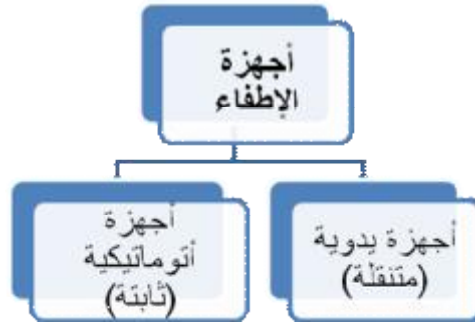 أجهزة
الإطفاء
أجهزة يدوية
(متنقلة)
أجهزة
أتوماتيكية
(ثابتة)